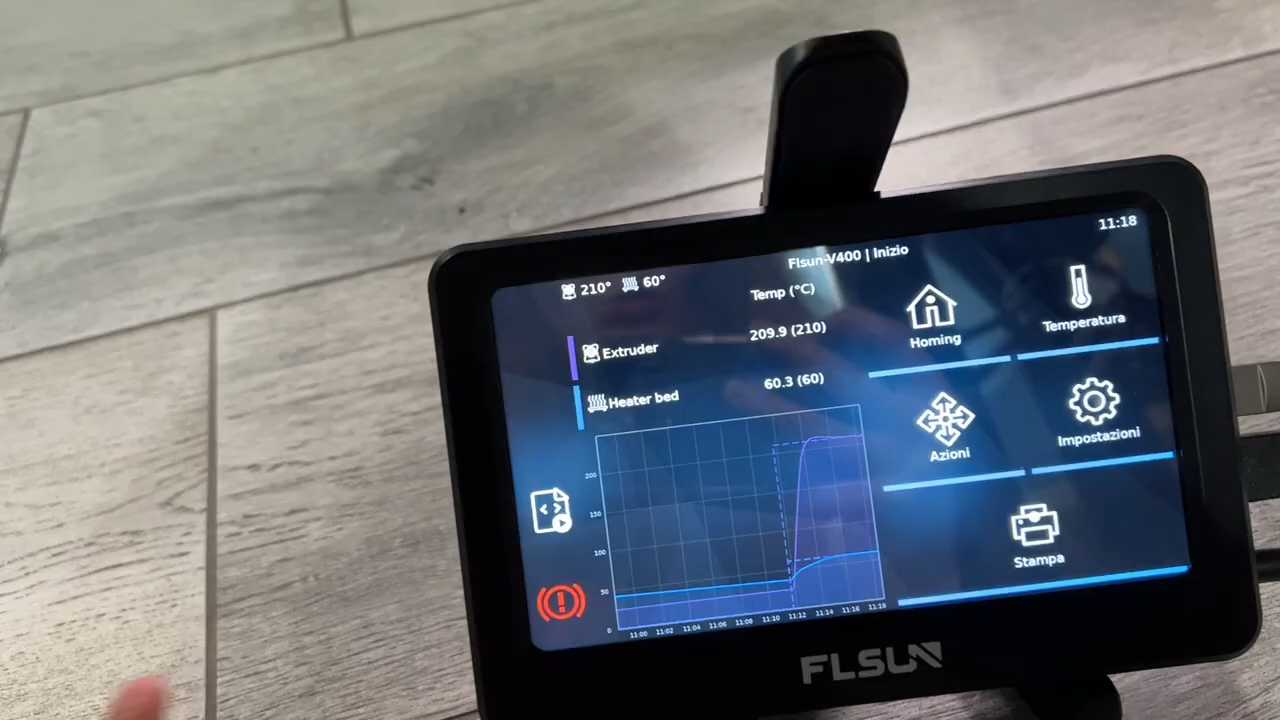 11:18
Flsun-V400 | Inizio
210° 60°
Temp (°C)
Extruder 209.9 (210)
Heater bed 60.3 (60)
Homing
Temperatura
Azioni
Impostazioni
Stampa
200
150
100
50
0
11:00 11:02 11:04 11:06 11:08 11:10 11:12 11:14 11:16 11:18
FLSUN